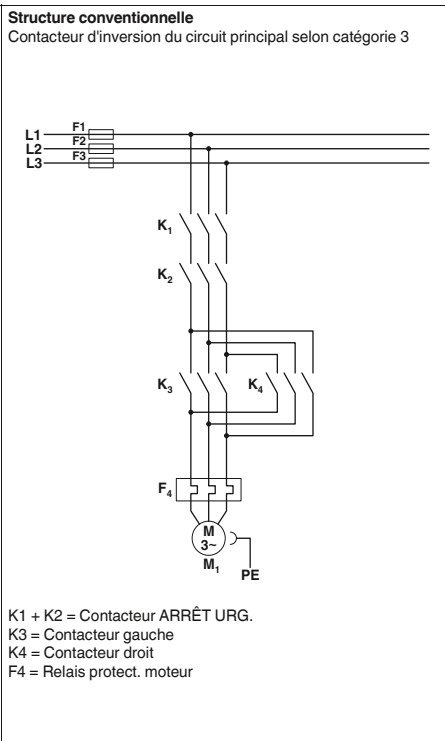 Structure conventionnelle
Contacteur d'inversion du circuit principal selon catégorie 3
L1 F1
L2 F2
L3 F3
K1
K2
K3 K4
F4
M
3~
M1
PE
K1 + K2 = Contacteur ARRÊT URG.
K3 = Contacteur gauche
K4 = Contacteur droit
F4 = Relais protect. moteur